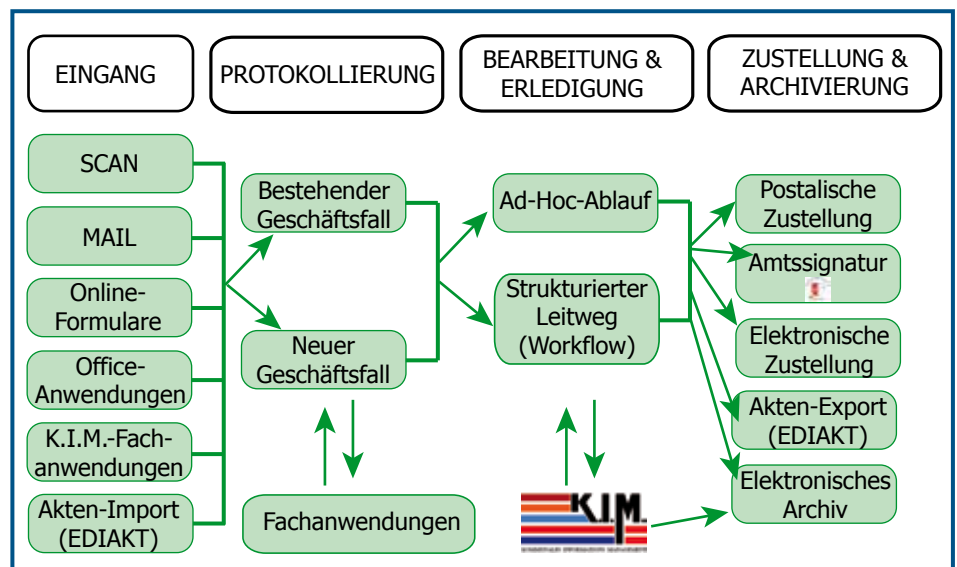 EINGANG
PROTOKOLLIERUNG
BEARBEITUNG &
ERLEDIGUNG
ZUSTELLUNG &
ARCHIVIERUNG
SCAN
MAIL
Online-
Formulare
Office-
Anwendungen
K.I.M.-Fach-
anwendungen
Akten-Import
(EDIAKT)
Bestehender
Geschäftsfall
Neuer
Geschäftsfall
Fachanwendungen
Ad-Hoc-Ablauf
Strukturierter
Leitweg
(Workflow)
K.I.M.
Postalische
Zustellung
Amtssignatur
Elektronische
Zustellung
Akten-Export
(EDIAKT)
Elektronisches
Archiv